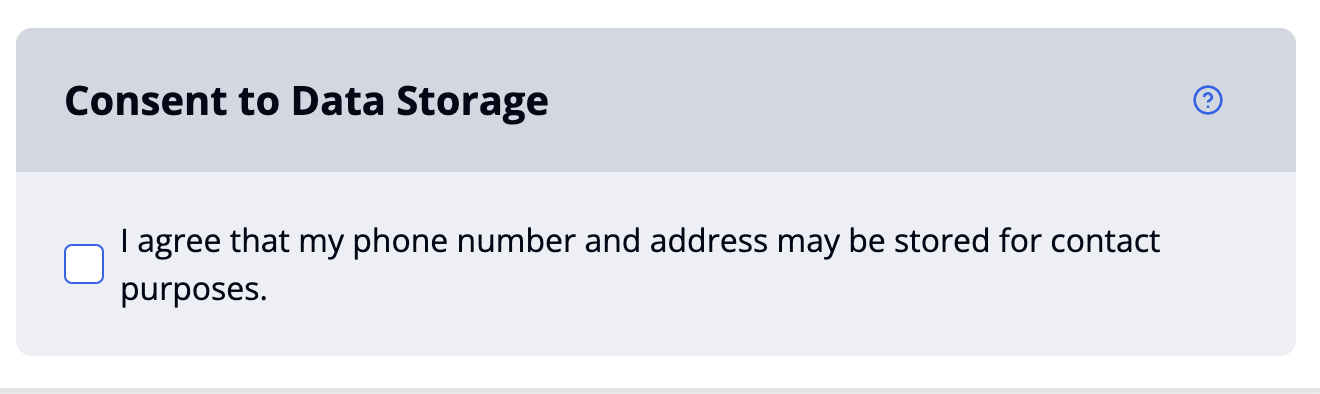 Consent to Data Storage
I agree that my phone number and address may be stored for contact
purposes.